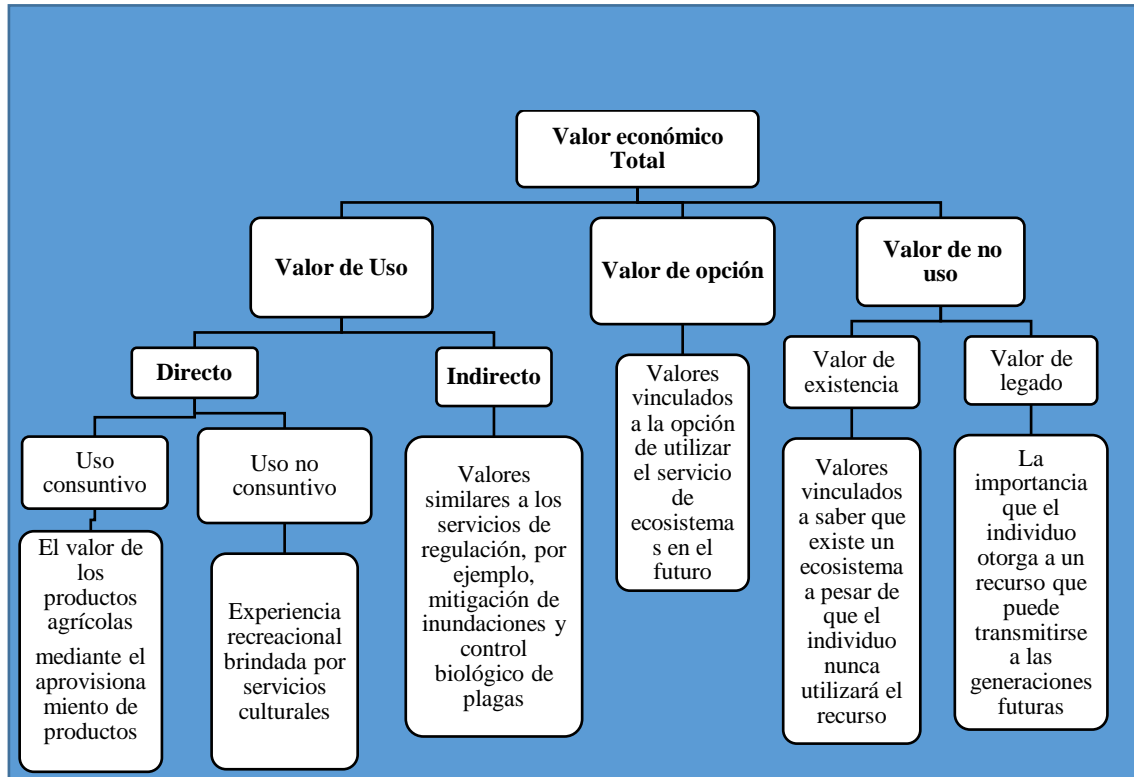 Valor económico
Total
Valor de Uso
Valor de opción
Valor de no
uso
Directo
Indirecto
Valores
vinculados
a la opción
de utilizar
el servicio
de
ecosistema
s en el
futuro
Valor de
existencia
Valor de
legado
Uso
consuntivo
Uso no
consuntivo
Valores
similares a los
servicios de
regulación, por
ejemplo,
mitigación de
inundaciones y
control
biológico de
plagas
Valores
vinculados
a saber que
existe un
ecosistema
a pesar de
que el
individuo
nunca
utilizará el
recurso
La
importancia
que el
individuo
otorga a un
recurso que
puede
transmitirse
a las
generaciones
futuras
El valor de
los
productos
agrícolas
mediante el
aprovisiona
miento de
productos
Experiencia
recreacional
brindada por
servicios
culturales